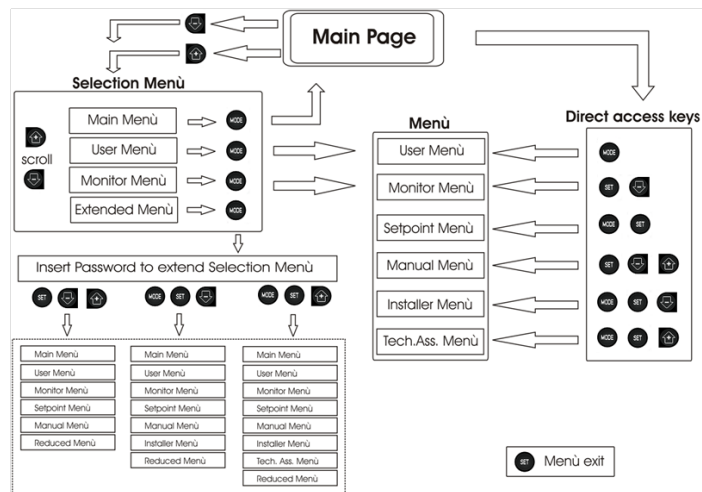 Main Page
Selection Menù
Main Menù
MODE
scroll
User Menù
MODE
Monitor Menù
MODE
Extended Menù
MODE
Insert Password to extend Selection Menù
SET
MODE SET
MODE SET
Main Menù
User Menù
Monitor Menù
Setpoint Menù
Manual Menù
Reduced Menù
Main Menù
User Menù
Monitor Menù
Setpoint Menù
Manual Menù
Installer Menù
Reduced Menù
Main Menù
User Menù
Monitor Menù
Setpoint Menù
Manual Menù
Installer Menù
Tech. Ass. Menù
Reduced Menù
Menù
User Menù
Monitor Menù
Setpoint Menù
Manual Menù
Installer Menù
Tech.Ass. Menù
Direct access keys
MODE
SET
MODE SET
SET
MODE SET
MODE SET
SET Menù exit